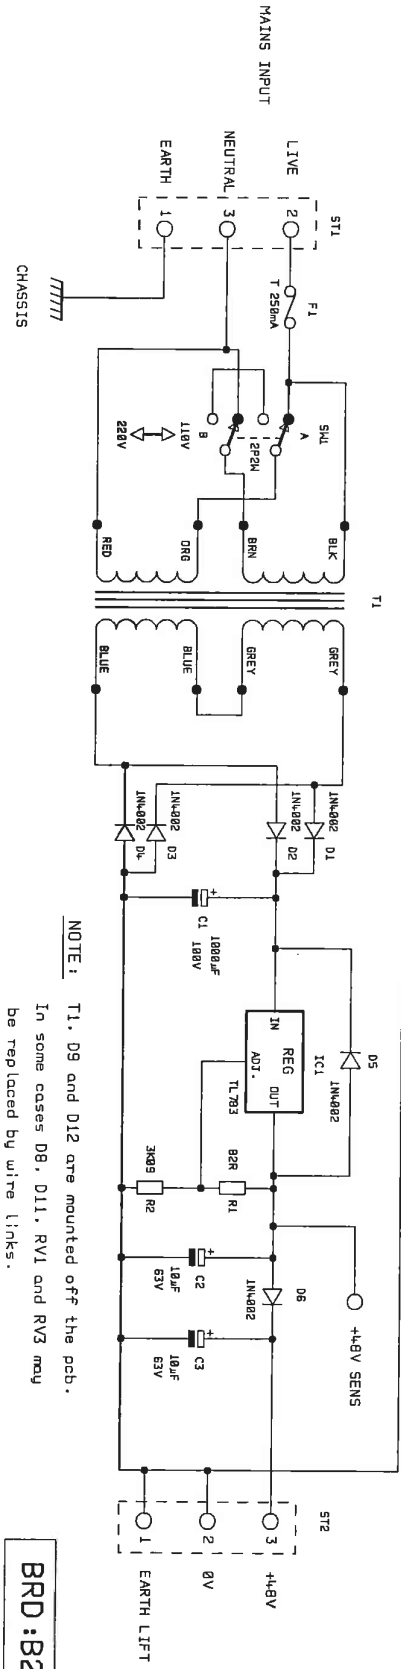 MAINS INPUT
LIVE
NEUTRAL
EARTH
ST1
2
3
1
CHASSIS
F1
T 250mA
SW1
A
2P2W
B
110V
220V
BLK
BRN
ORG
RED
T1
GREY
GREY
BLUE
BLUE
1N4002
D1
1N4002
D2
1N4002
D3
1N4002
D4
+
C1
1000µF
100V
D5
1N4002
IC1
IN
REG
OUT
ADJ.
TL783
82R
R1
3K09
R2
+48V SENS
D6
1N4002
+
C2
10µF
63V
+
C3
10µF
63V
ST2
3
2
1
+48V
0V
EARTH LIFT
NOTE: T1, D9 and D12 are mounted off the pcb.
In some cases D8, D11, RV1 and RV3 may
be replaced by wire links.